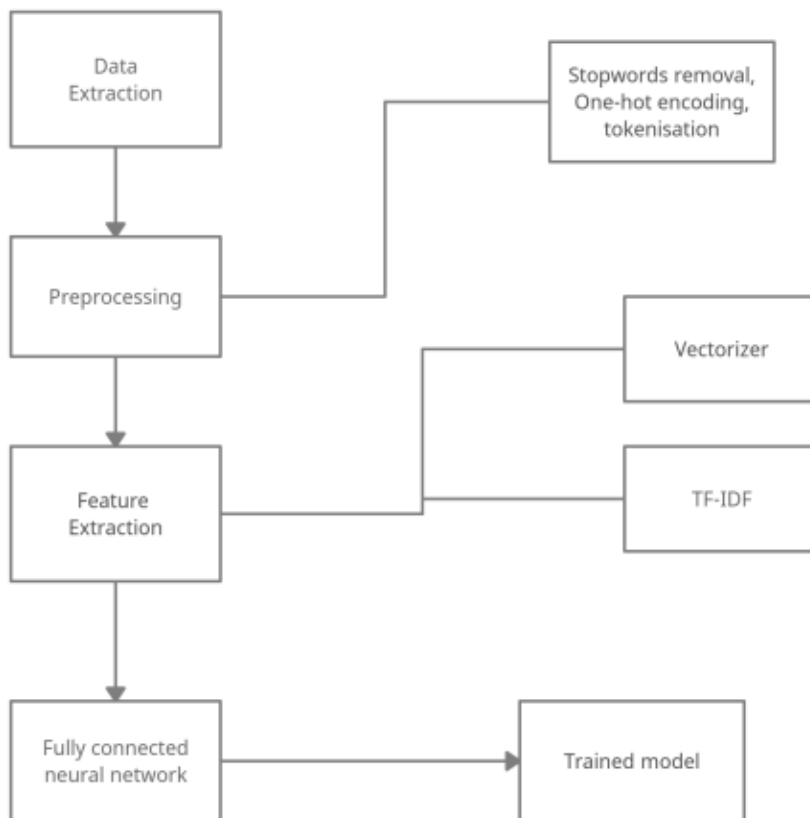 Data
Extraction
Stopwords removal,
One-hot encoding,
tokenisation
Preprocessing
Vectorizer
Feature
Extraction
TF-IDF
Fully connected
neural network
Trained model